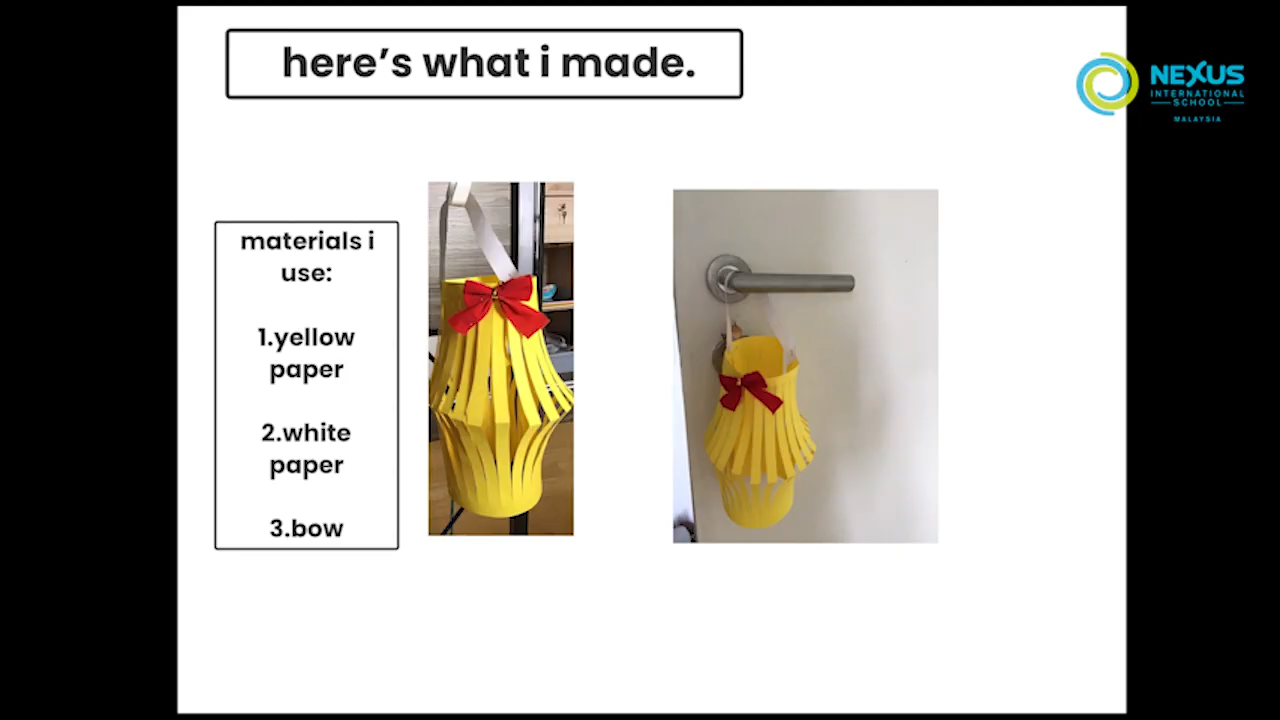 here's what i made.
NEXUS
INTERNATIONAL
SCHOOL
MALAYSIA
materials i
use:
1.yellow
paper
2.white
paper
3.bow